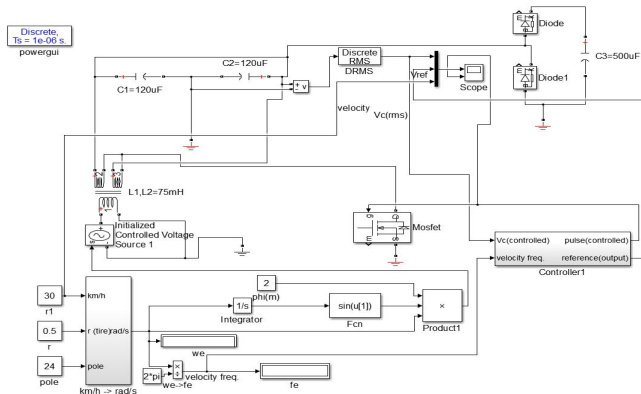 Discrete,
Ts = 1e-06 s.
powergui
C2=120uF
C1=120uF
+ v
Discrete
RMS
DRMS
Vref
Scope
velocity
Vc(rms)
Diode
Diode1
C3=500uF
L1,L2=75mH
Initialized
Controlled Voltage
Source 1
Mosfet
Vc(controlled)
pulse(controlled)
velocity freq.
reference(output)
Controller1
30
r1
0.5
r
24
pole
km/h
r (tire)
rad/s
pole
km/h -> rad/s
2
phi(m)
1/s
Integrator
sin(u[1])
Fcn
×
Product1
we
2*pi
×
÷
we->fe
velocity freq.
fe